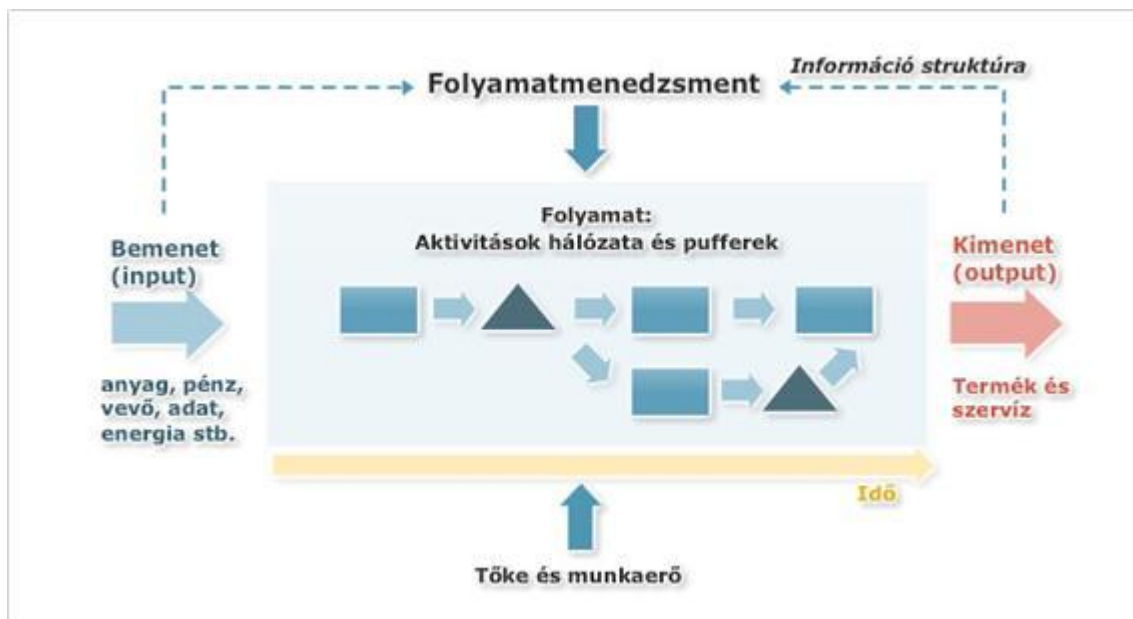 Információ struktúra
Folyamatmenedzsment
Folyamat:
Aktivitások hálózata és pufferek
Bemenet
(input)
anyag, pénz,
vevő, adat,
energia stb.
Kimenet
(output)
Termék és
szervíz
Idő
Tőke és munkaerő